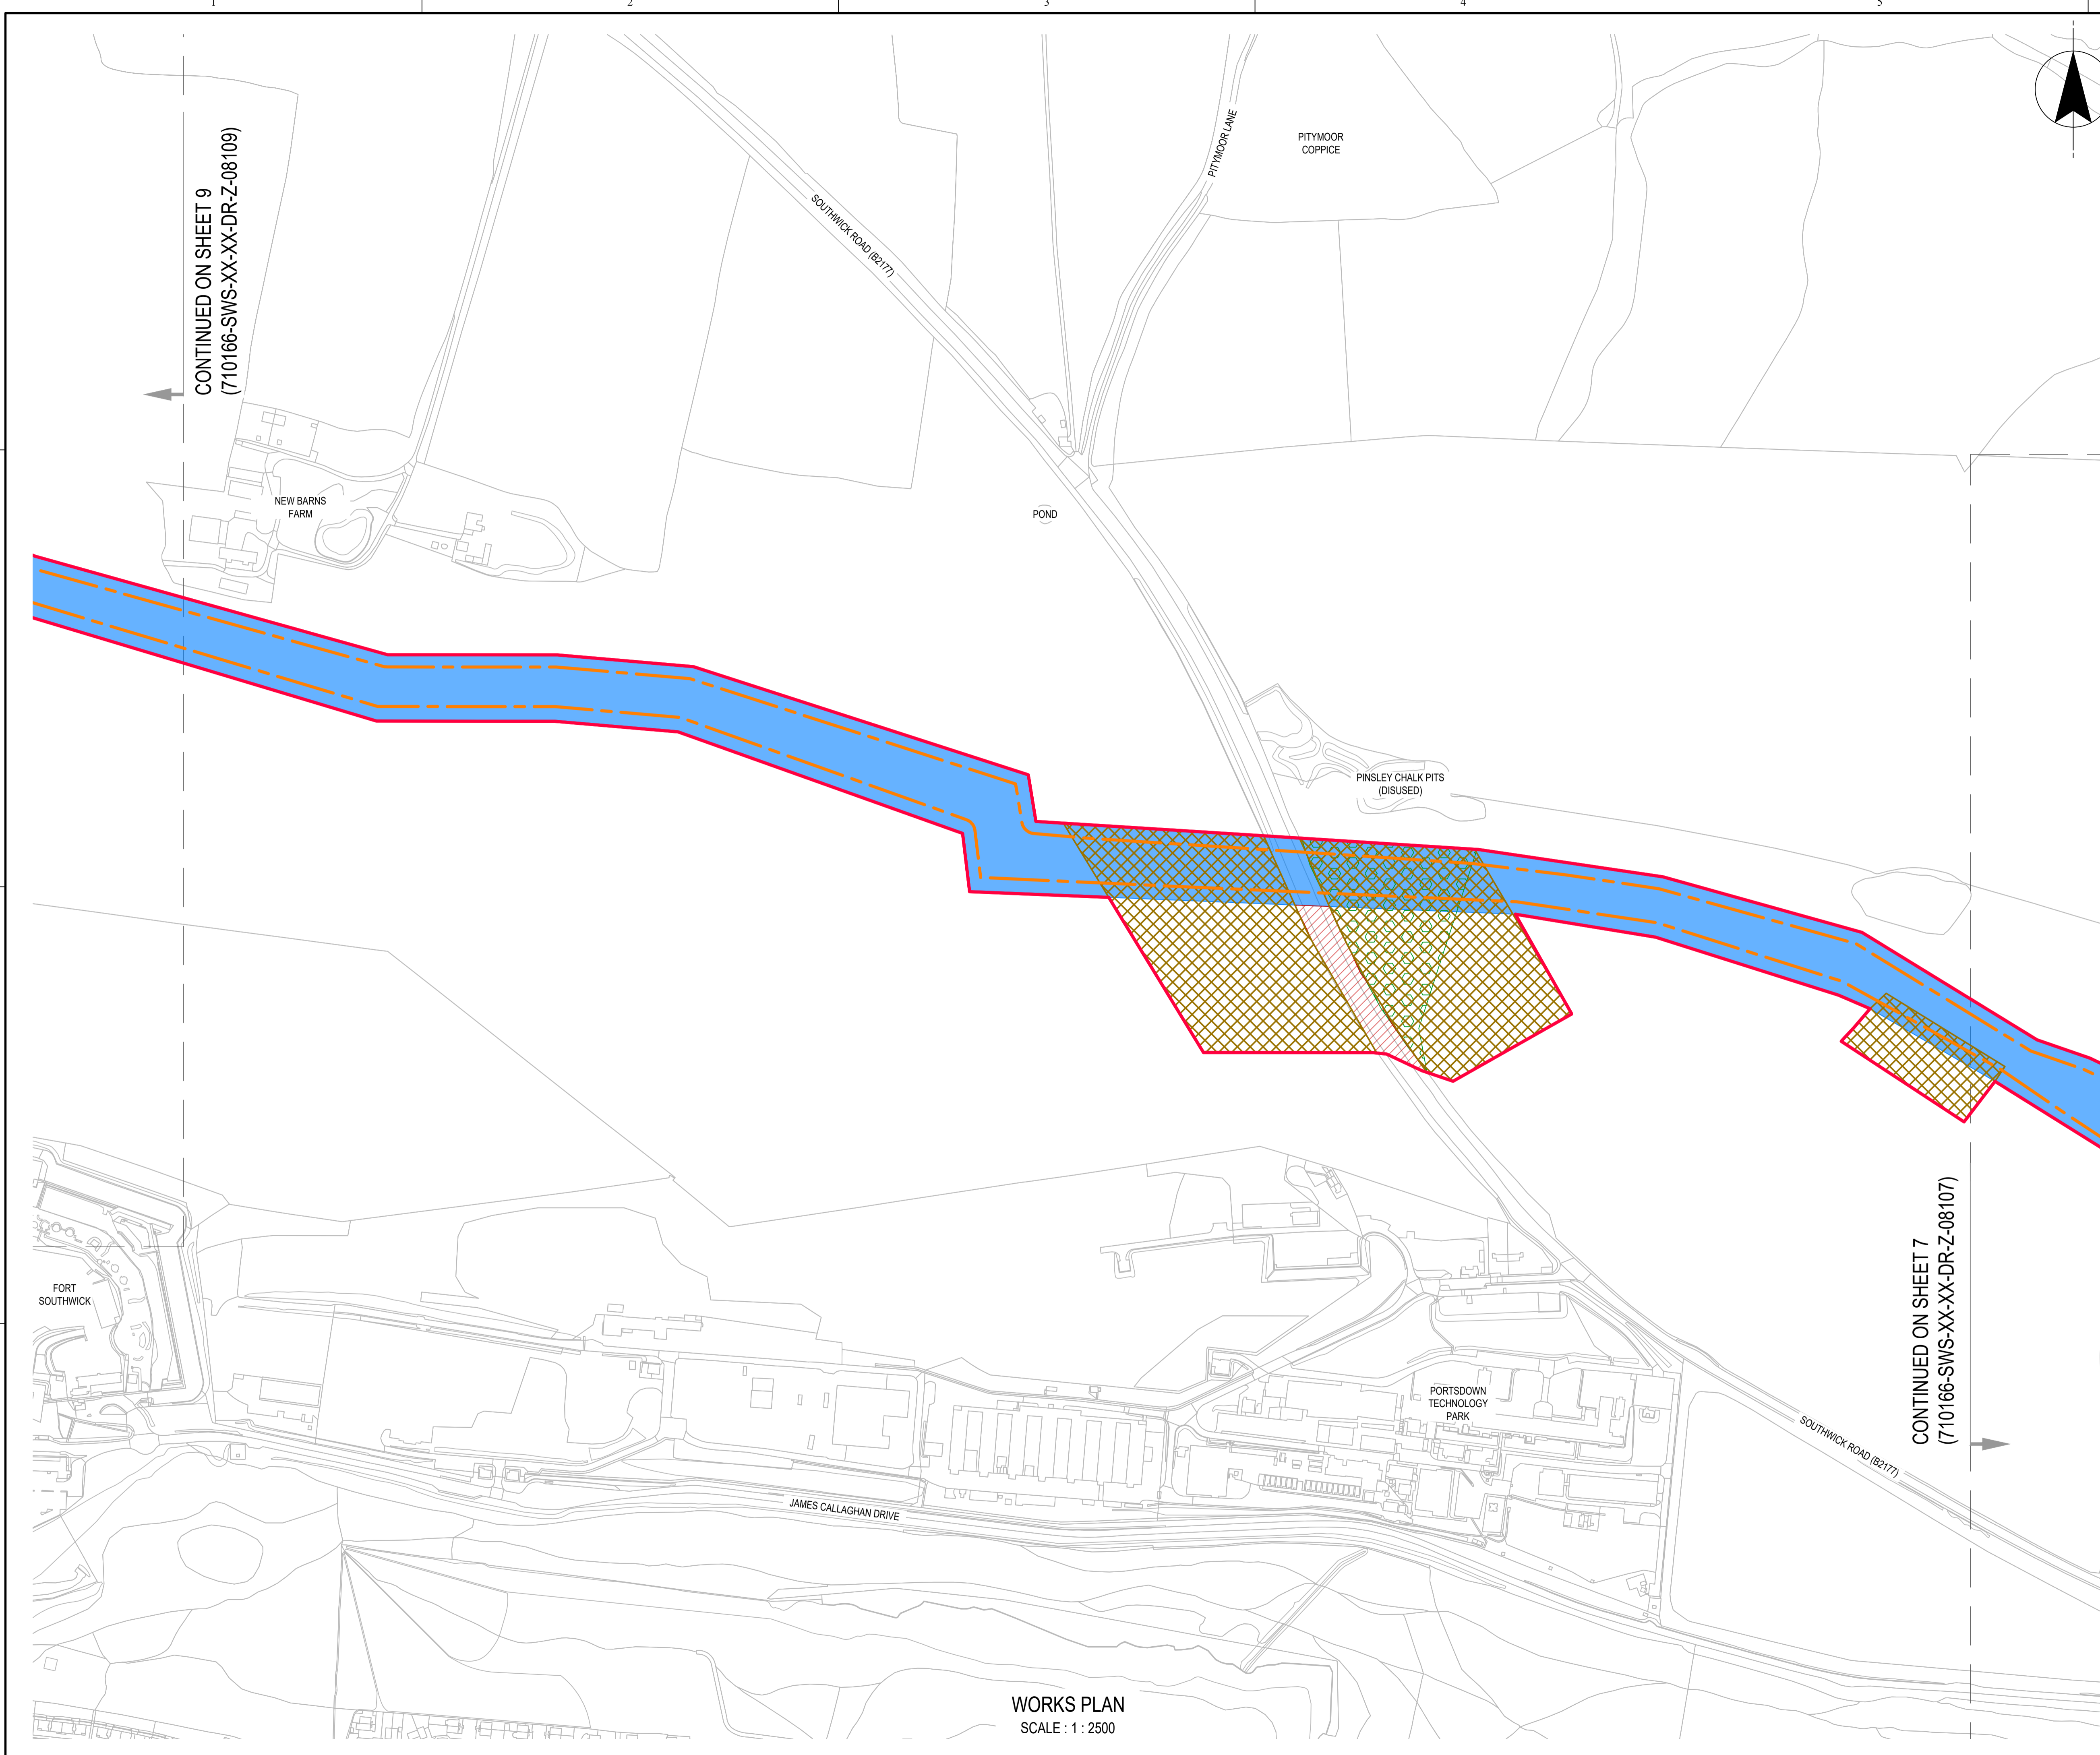 1
2
3
4
5
CONTINUED ON SHEET 9
(710166-SWS-XX-XX-DR-Z-08109)
SOUTHWICK ROAD (B2177)
PITYMOOR LANE
PITYMOOR
COPPICE
NEW BARNS
FARM
POND
PINSLEY CHALK PITS
(DISUSED)
FORT
SOUTHWICK
CONTINUED ON SHEET 7
(710166-SWS-XX-XX-DR-Z-08107)
PORTSDOWN
TECHNOLOGY
PARK
SOUTHWICK ROAD (B2177)
JAMES CALLAGHAN DRIVE
WORKS PLAN
SCALE : 1 : 2500